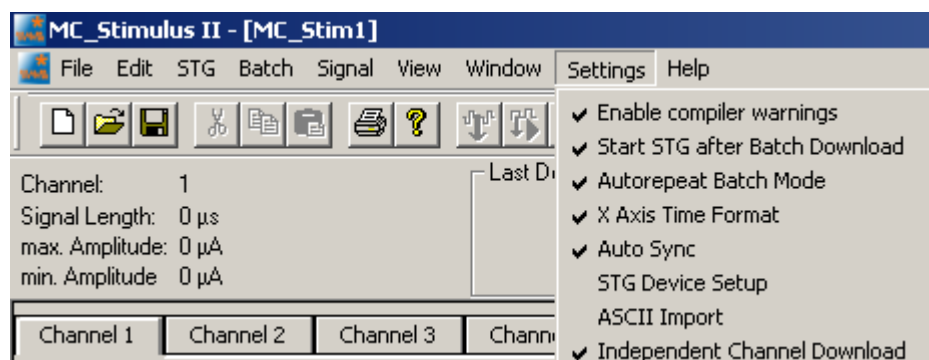 MC_Stimulus II - [MC_Stim1]
File Edit STG Batch Signal View Window Settings Help
Enable compiler warnings
Start STG after Batch Download
Autorepeat Batch Mode
X Axis Time Format
Auto Sync
STG Device Setup
ASCII Import
Independent Channel Download
Channel: 1
Signal Length: 0 µs
max. Amplitude: 0 µA
min. Amplitude 0 µA
Last
Channel 1 Channel 2 Channel 3